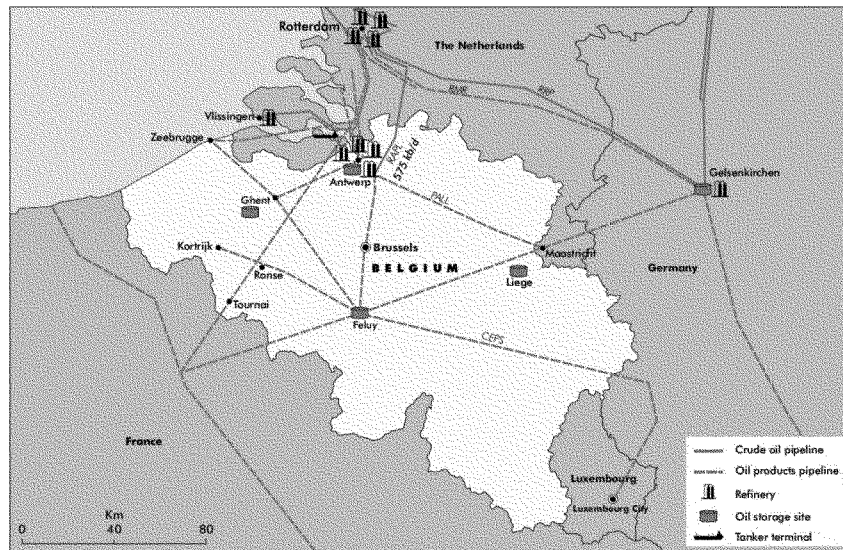 Rotterdam
The Netherlands
RMR
RRP
Vlissingen
Zeebrugge
RAPL
575 kb/d
Antwerp
PALL
Gelsenkirchen
Ghent
Kortrijk
Brussels
Maastricht
BELGIUM
Ronse
Liege
Germany
Tournai
Feluy
CEPS
France
Luxembourg
Luxembourg City
Km
0 40 80
Crude oil pipeline
Oil products pipeline
Refinery
Oil storage site
Tanker terminal